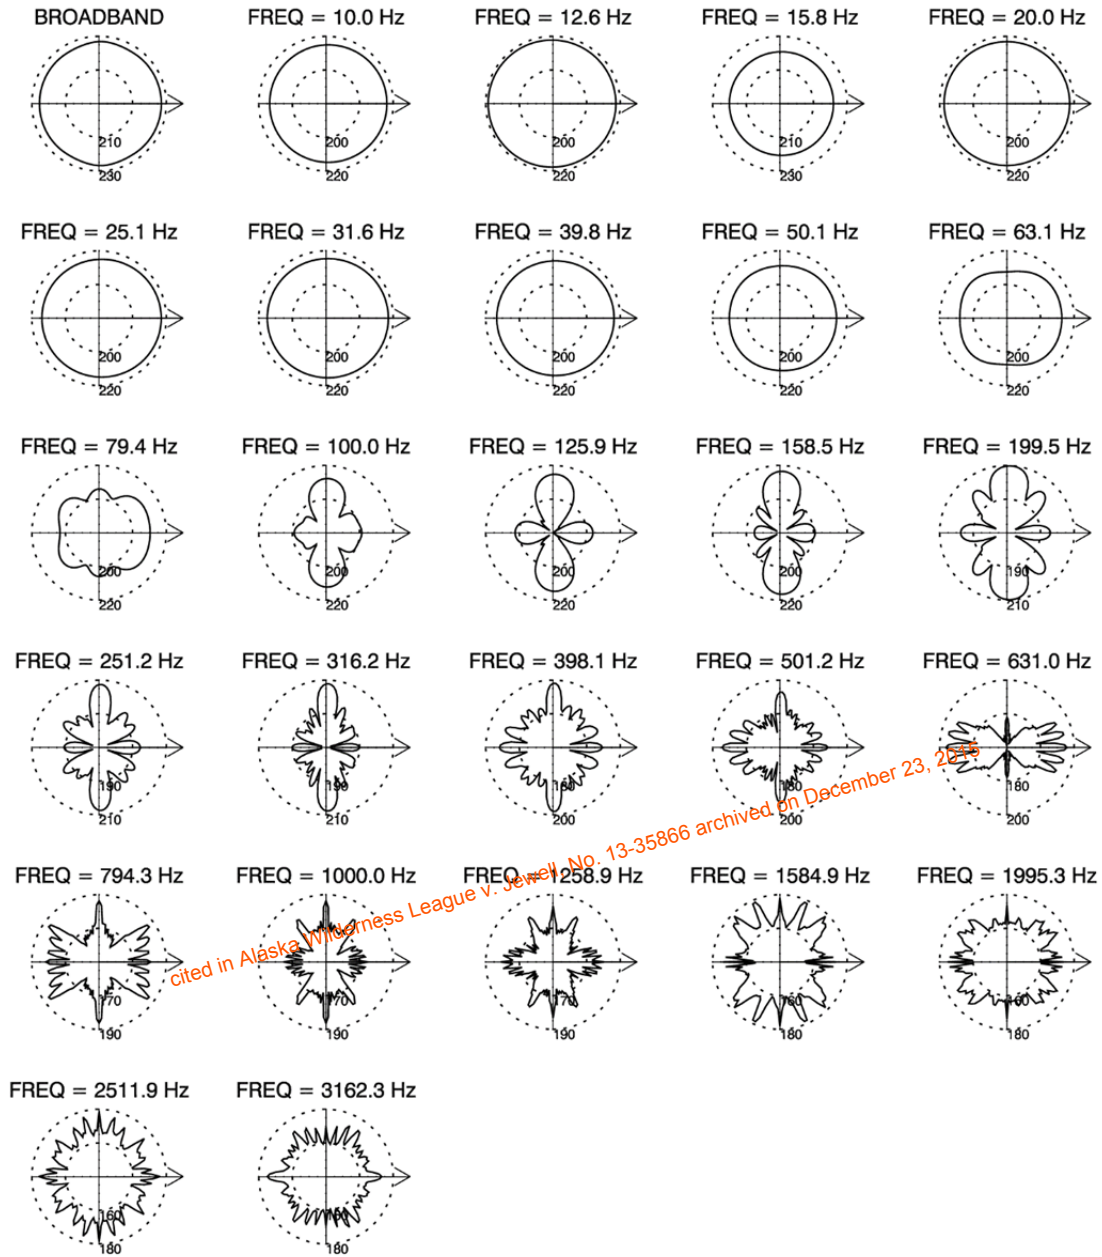 BROADBAND FREQ = 10.0 Hz FREQ = 12.6 Hz FREQ = 15.8 Hz FREQ = 20.0 Hz
210 200 200 210 200
230 220 220 230 220
FREQ = 25.1 Hz FREQ = 31.6 Hz FREQ = 39.8 Hz FREQ = 50.1 Hz FREQ = 63.1 Hz
200 200 200 200 200
220 220 220 220 220
FREQ = 79.4 Hz FREQ = 100.0 Hz FREQ = 125.9 Hz FREQ = 158.5 Hz FREQ = 199.5 Hz
200 200 200 200 190
220 220 220 220 210
FREQ = 251.2 Hz FREQ = 316.2 Hz FREQ = 398.1 Hz FREQ = 501.2 Hz FREQ = 631.0 Hz
190 190 180 180 180
210 210 200 200 200
cited in Alaska Wilderness League v. Jewell, No. 13-35866 archived on December 23, 2015
FREQ = 794.3 Hz FREQ = 1000.0 Hz FREQ = 1258.9 Hz FREQ = 1584.9 Hz FREQ = 1995.3 Hz
170 170 170 160 160
190 190 190 180 180
FREQ = 2511.9 Hz FREQ = 3162.3 Hz
160 160
180 180